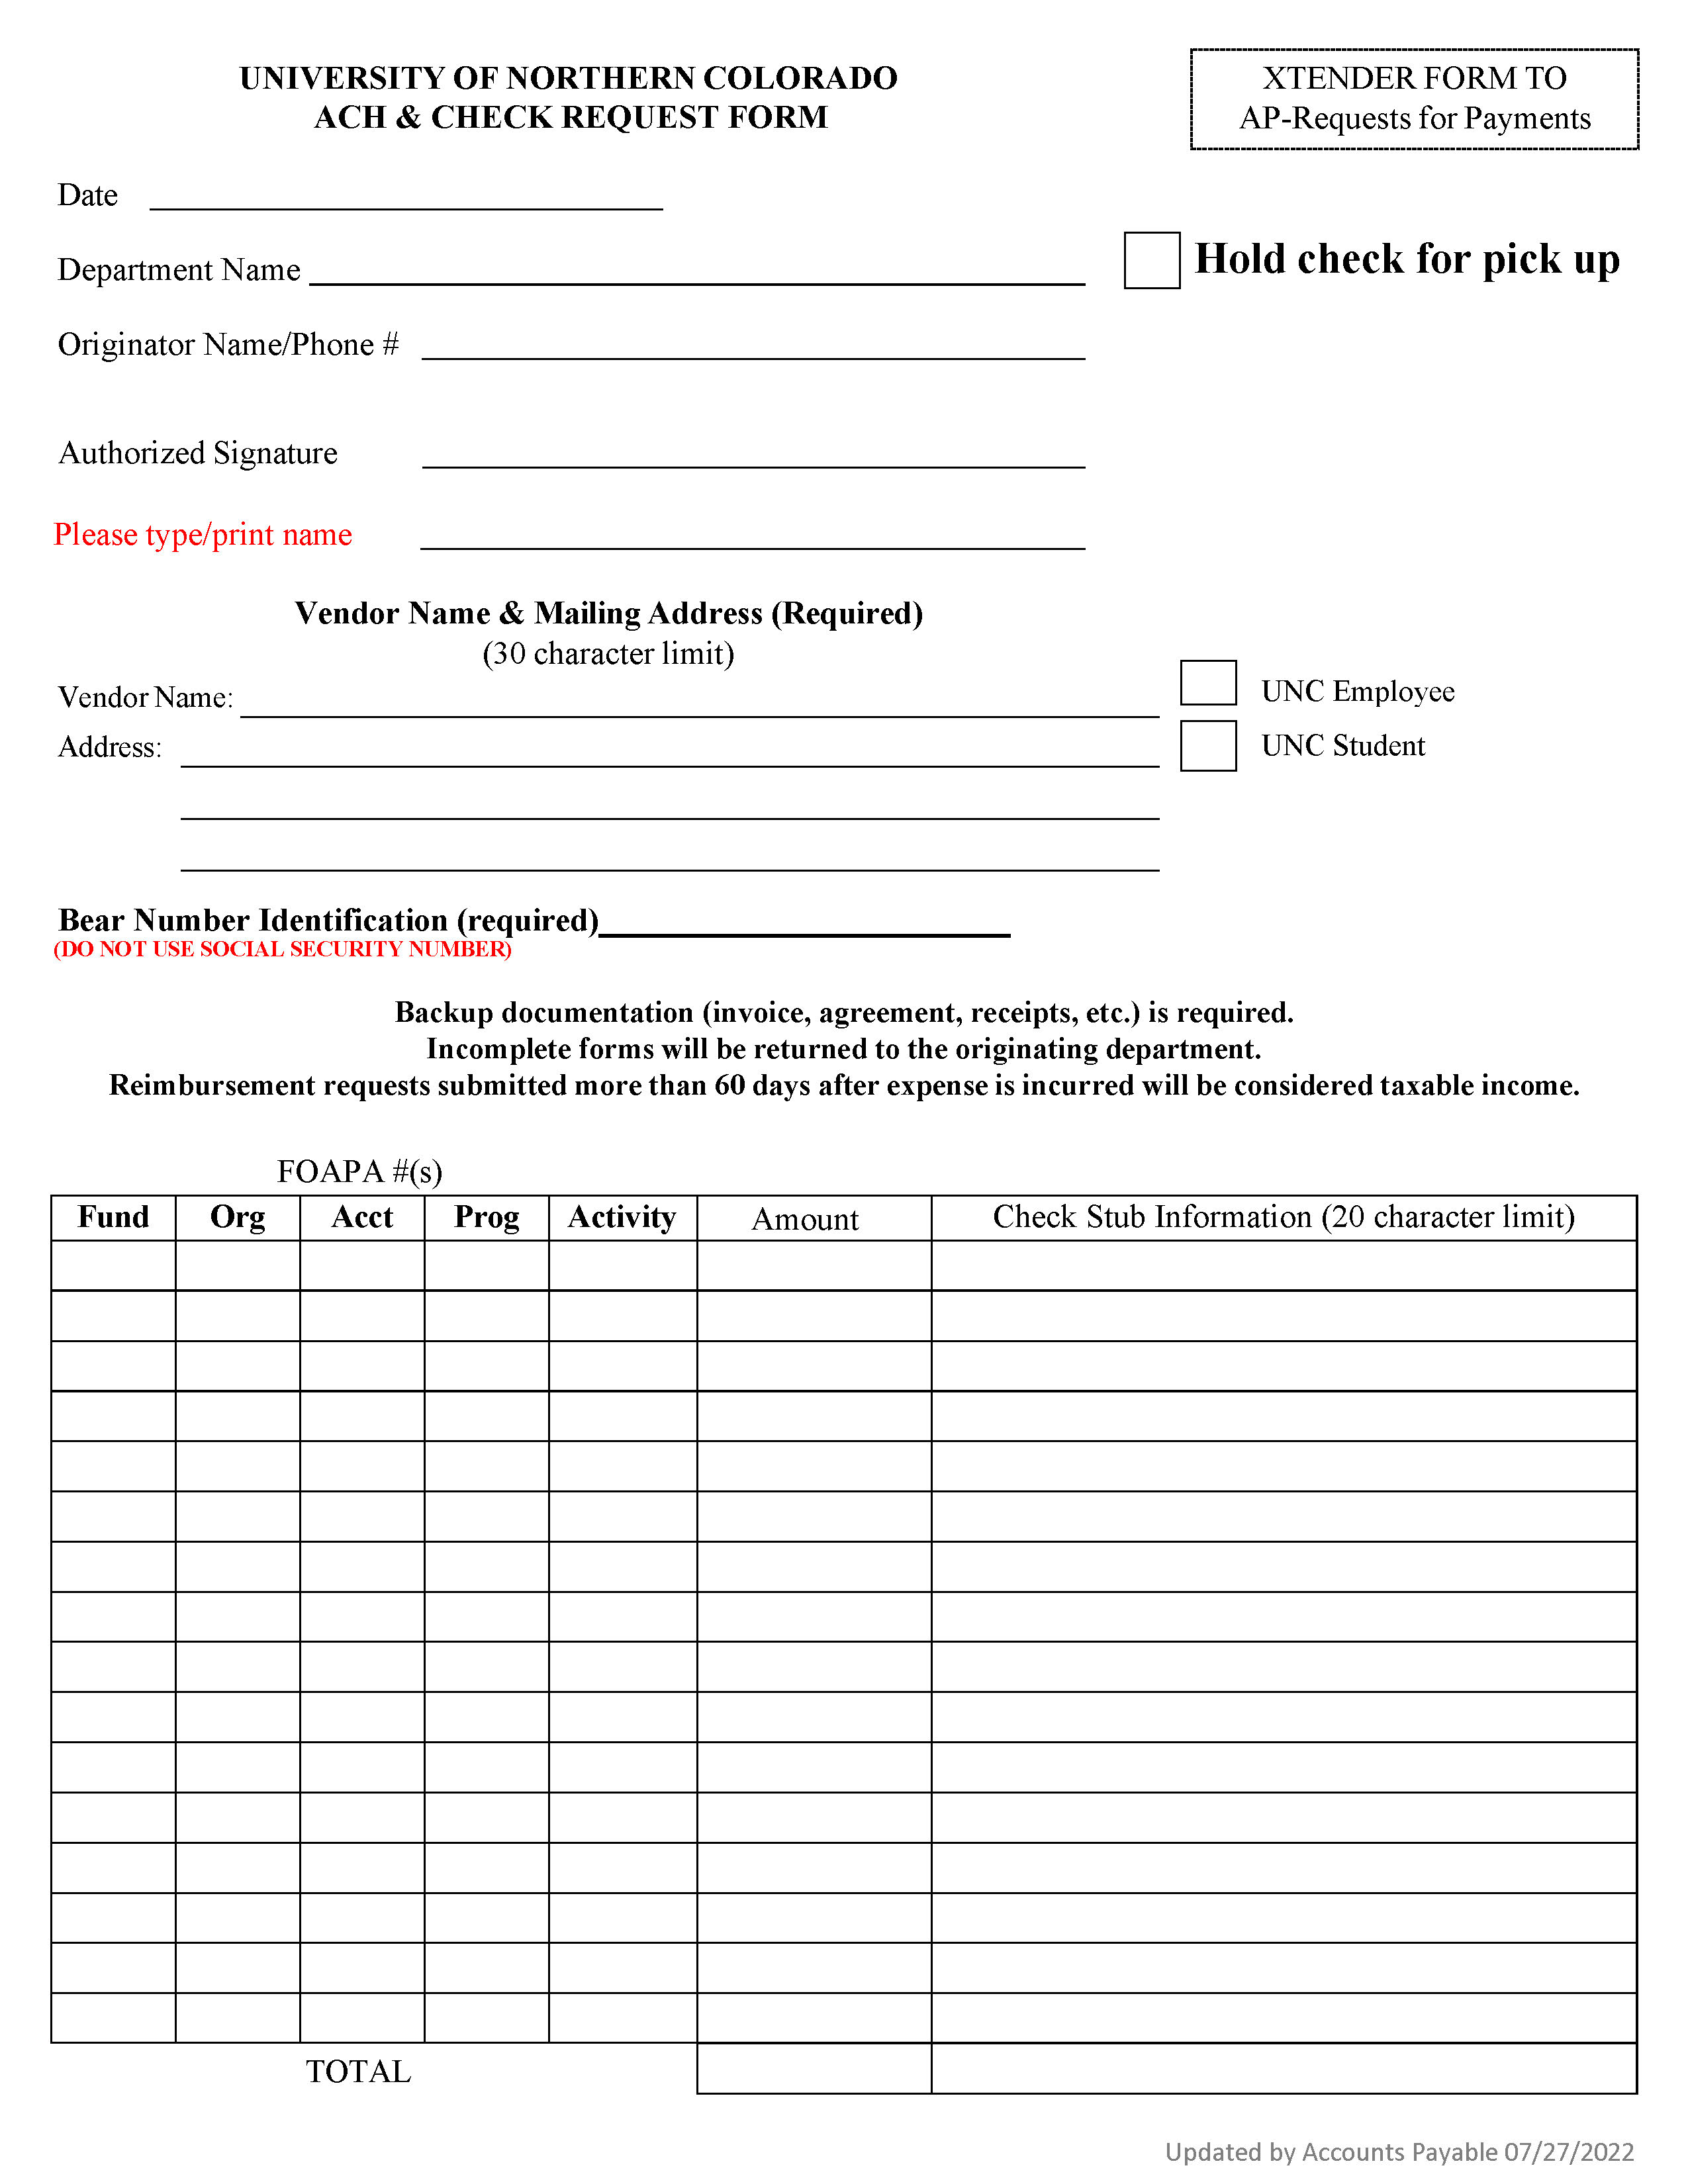 UNIVERSITY OF NORTHERN COLORADO
ACH & CHECK REQUEST FORM
XTENDER FORM TO
AP-Requests for Payments
Date
Hold check for pick up
Department Name
Originator Name/Phone #
Authorized Signature
Please type/print name
Vendor Name & Mailing Address (Required)
(30 character limit)
Vendor Name:
UNC Employee
Address:
UNC Student
Bear Number Identification (required)
(DO NOT USE SOCIAL SECURITY NUMBER)
Backup documentation (invoice, agreement, receipts, etc.) is required.
Incomplete forms will be returned to the originating department.
Reimbursement requests submitted more than 60 days after expense is incurred will be considered taxable income.
FOAPA #(s)
Fund Org Acct Prog Activity Amount Check Stub Information (20 character limit)
TOTAL
Updated by Accounts Payable 07/27/2022